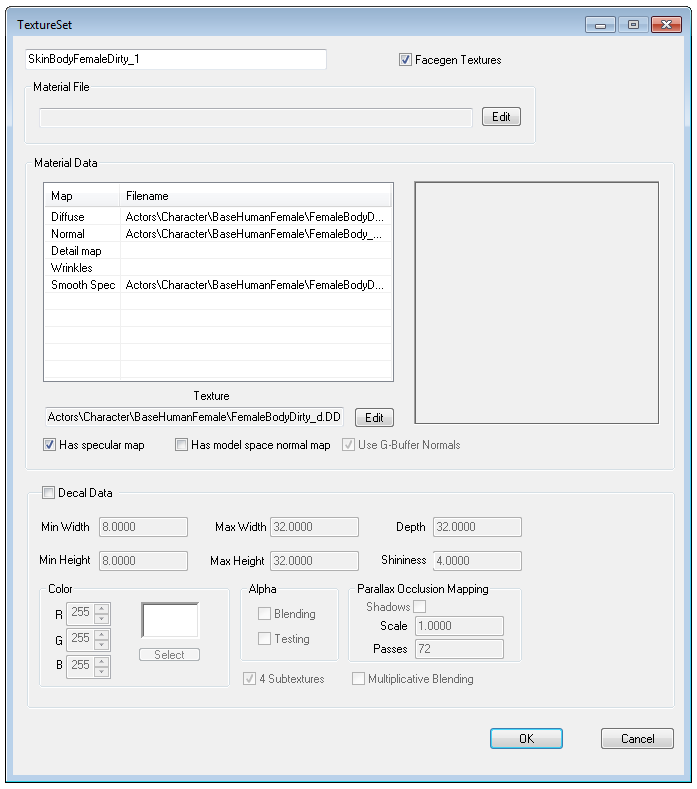 TextureSet
SkinBodyFemaleDirty_1
Facegen Textures
Material File
Edit
Material Data
Map Filename
Diffuse Actors\Character\BaseHumanFemale\FemaleBodyD...
Normal Actors\Character\BaseHumanFemale\FemaleBody_...
Detail map
Wrinkles
Smooth Spec Actors\Character\BaseHumanFemale\FemaleBodyD...
Texture
Actors\Character\BaseHumanFemale\FemaleBodyDirty_d.DD
Edit
Has specular map Has model space normal map Use G-Buffer Normals
Decal Data
Min Width 8.0000 Max Width 32.0000 Depth 32.0000
Min Height 8.0000 Max Height 32.0000 Shininess 4.0000
Color
R 255
G 255
B 255
Select
Alpha
Blending
Testing
Parallax Occlusion Mapping
Shadows
Scale 1.0000
Passes 72
4 Subtextures Multiplicative Blending
OK Cancel